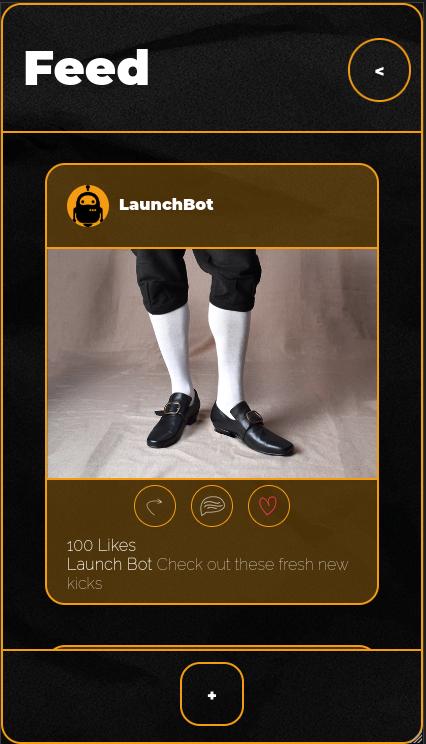 Feed
<
LaunchBot
100 Likes
Launch Bot Check out these fresh new
kicks
+